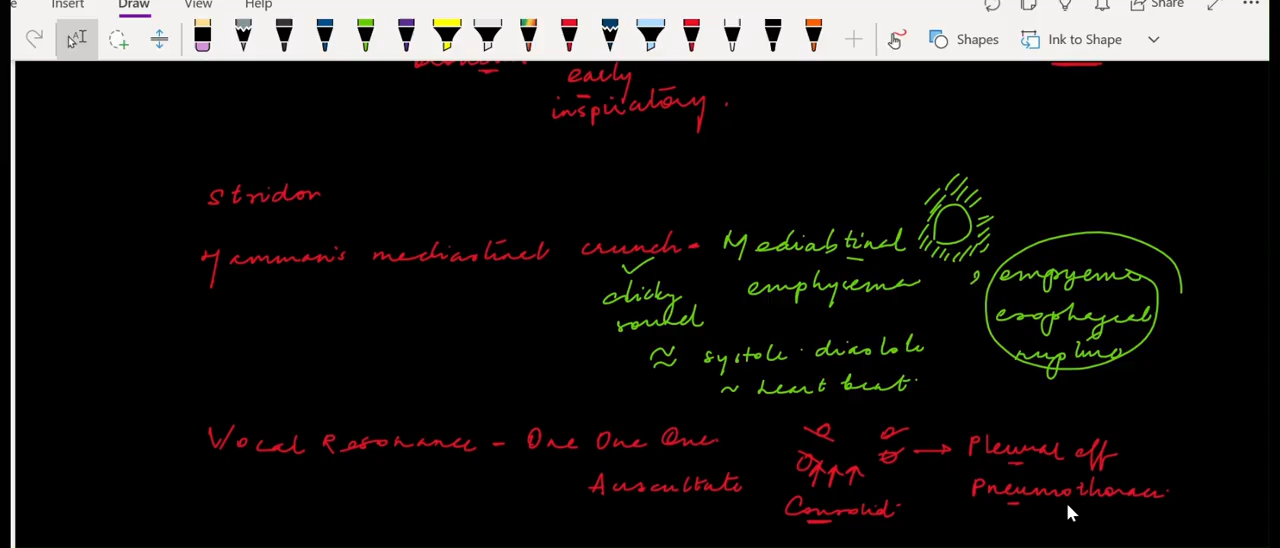 Insert Draw View Help Share
Shapes Ink to Shape
early
inspiratory.
Stridor
Hamman's mediastinal crunch - Mediastinal
emphysema, empyema
clicky
sound
esophageal
rupture
≈ systole. diastole
~ heart beat.
Vocal Resonance - One One One
Auscultate
Consolid.
→ Pleural eff
Pneumothorax